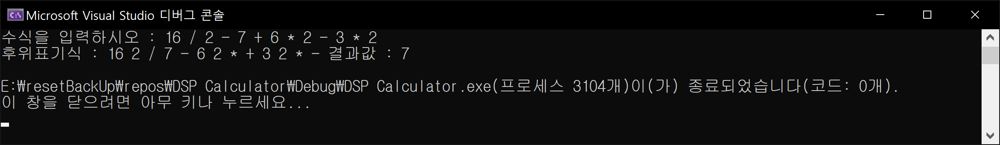 Microsoft Visual Studio 디버그 콘솔
수식을 입력하시오 : 16 / 2 - 7 + 6 * 2 - 3 * 2
후위표기식 : 16 2 / 7 - 6 2 * + 3 2 * - 결과값 : 7
E:₩resetBackUp₩repos₩DSP Calculator₩Debug₩DSP Calculator.exe(프로세스 3104개)이(가) 종료되었습니다(코드: 0개).
이 창을 닫으려면 아무 키나 누르세요...